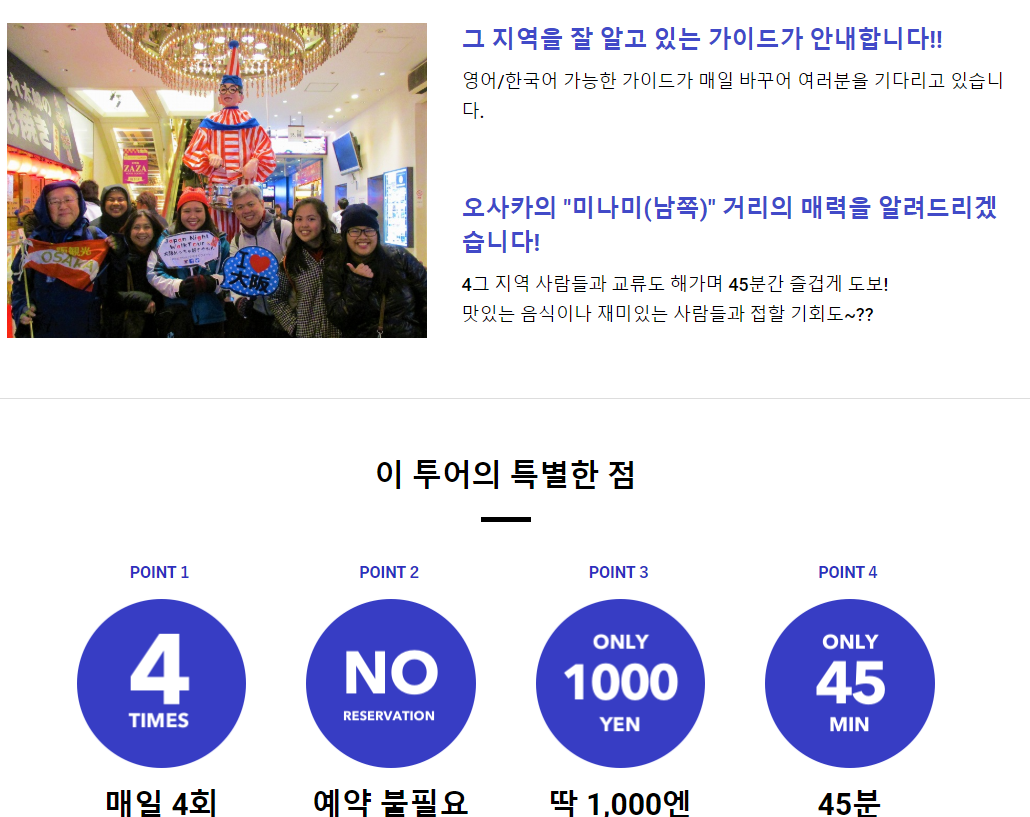 그 지역을 잘 알고 있는 가이드가 안내합니다!!
영어/한국어 가능한 가이드가 매일 바꾸어 여러분을 기다리고 있습니
다.
ZAZA
OSAKA
Japan Night
Walk Tour
I
大阪
오사카의 "미나미(남쪽)" 거리의 매력을 알려드리겠
습니다!
4그 지역 사람들과 교류도 해가며 45분간 즐겁게 도보!
맛있는 음식이나 재미있는 사람들과 접할 기회도~??
이 투어의 특별한 점
POINT 1
POINT 2
POINT 3
POINT 4
4
TIMES
NO
RESERVATION
ONLY
1000
YEN
ONLY
45
MIN
매일 4회
예약 불필요
딱 1,000엔
45분